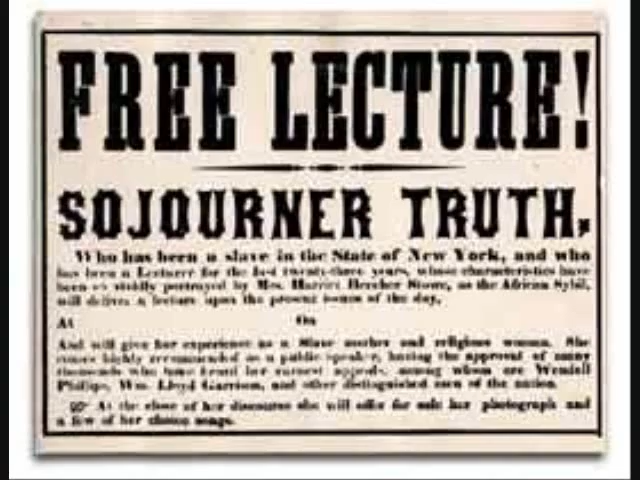 FREE LECTURE!
SOJOURNER TRUTH,
Who has been a slave in the State of New York, and who
has been a Lecturer for the last twenty-three years, whose characteristics have
been so vividly portrayed by Mrs. Harriet Beecher Stowe, as the African Sybil,
will deliver a lecture upon the present issues of the day,
At On
And will give her experience as a Slave mother and religious woman. She
comes highly recommended as a public speaker, having the approval of many
thousands who have heard her earnest appeals, among whom are Wendell
Phillips, Wm. Lloyd Garrison, and other distinguished men of the nation.
☞ At the close of her discourse she will offer for sale her photograph and
a few of her choice songs.